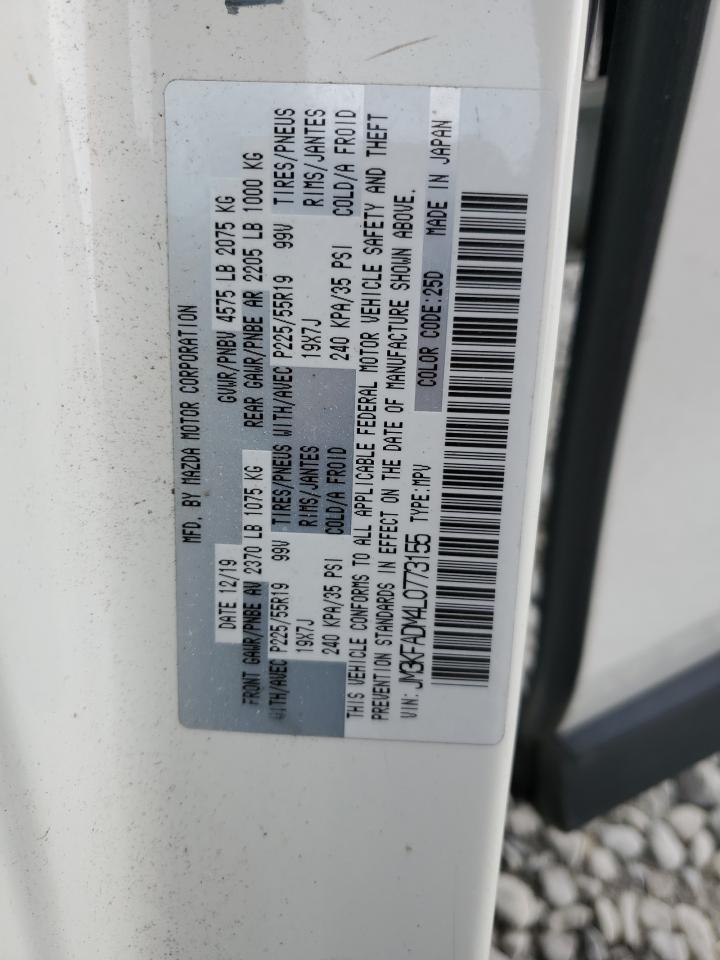 MFD. BY MAZDA MOTOR CORPORATION
DATE 12/19 GVWR/PNBV 4575 LB 2075 KG
FRONT GAWR/PNBE AV 2370 LB 1075 KG REAR GAWR/PNBE AR 2205 LB 1000 KG
WITH/AVEC P225/55R19 99V TIRES/PNEUS WITH/AVEC P225/55R19 99V TIRES/PNEUS
19X7J RIMS/JANTES 19X7J RIMS/JANTES
240 KPA/35 PSI COLD/A FROID 240 KPA/35 PSI COLD/A FROID
THIS VEHICLE CONFORMS TO ALL APPLICABLE FEDERAL MOTOR VEHICLE SAFETY AND THEFT
PREVENTION STANDARDS IN EFFECT ON THE DATE OF MANUFACTURE SHOWN ABOVE.
VIN: JM3KFADM4L0773155 TYPE:MPV COLOR CODE:25D MADE IN JAPAN